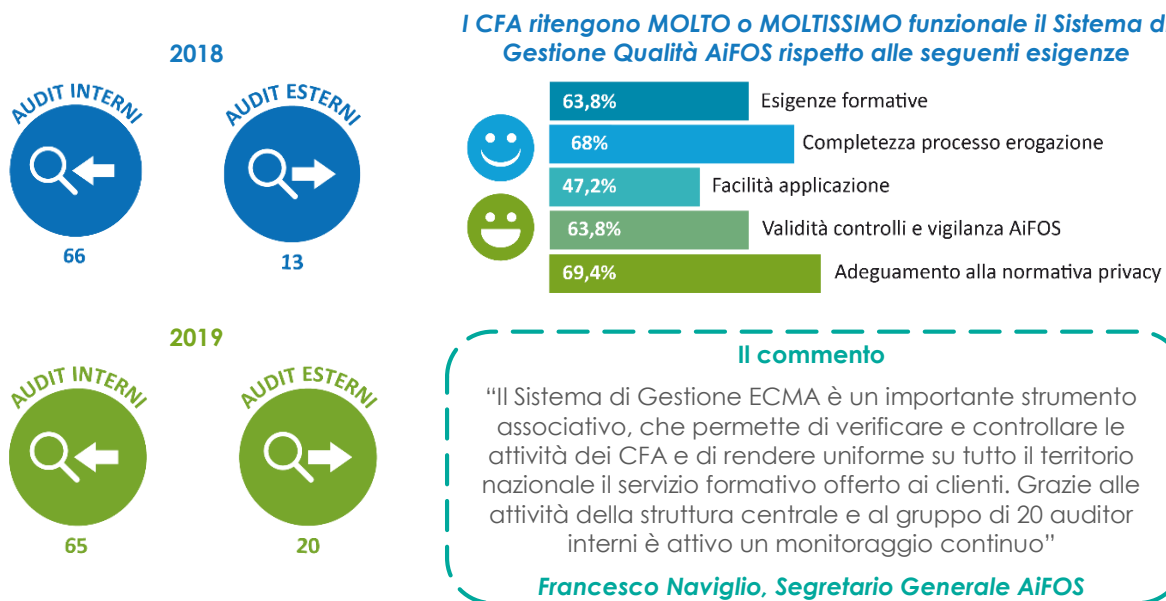 2018
AUDIT INTERNI
AUDIT ESTERNI
66
13
2019
AUDIT INTERNI
AUDIT ESTERNI
65
20
I CFA ritengono MOLTO o MOLTISSIMO funzionale il Sistema d
Gestione Qualità AiFOS rispetto alle seguenti esigenze
63,8% Esigenze formative
68% Completezza processo erogazione
47,2% Facilità applicazione
63,8% Validità controlli e vigilanza AiFOS
69,4% Adeguamento alla normativa privacy
Il commento
“Il Sistema di Gestione ECMA è un importante strumento
associativo, che permette di verificare e controllare le
attività dei CFA e di rendere uniforme su tutto il territorio
nazionale il servizio formativo offerto ai clienti. Grazie alle
attività della struttura centrale e al gruppo di 20 auditor
interni è attivo un monitoraggio continuo”
Francesco Naviglio, Segretario Generale AiFOS